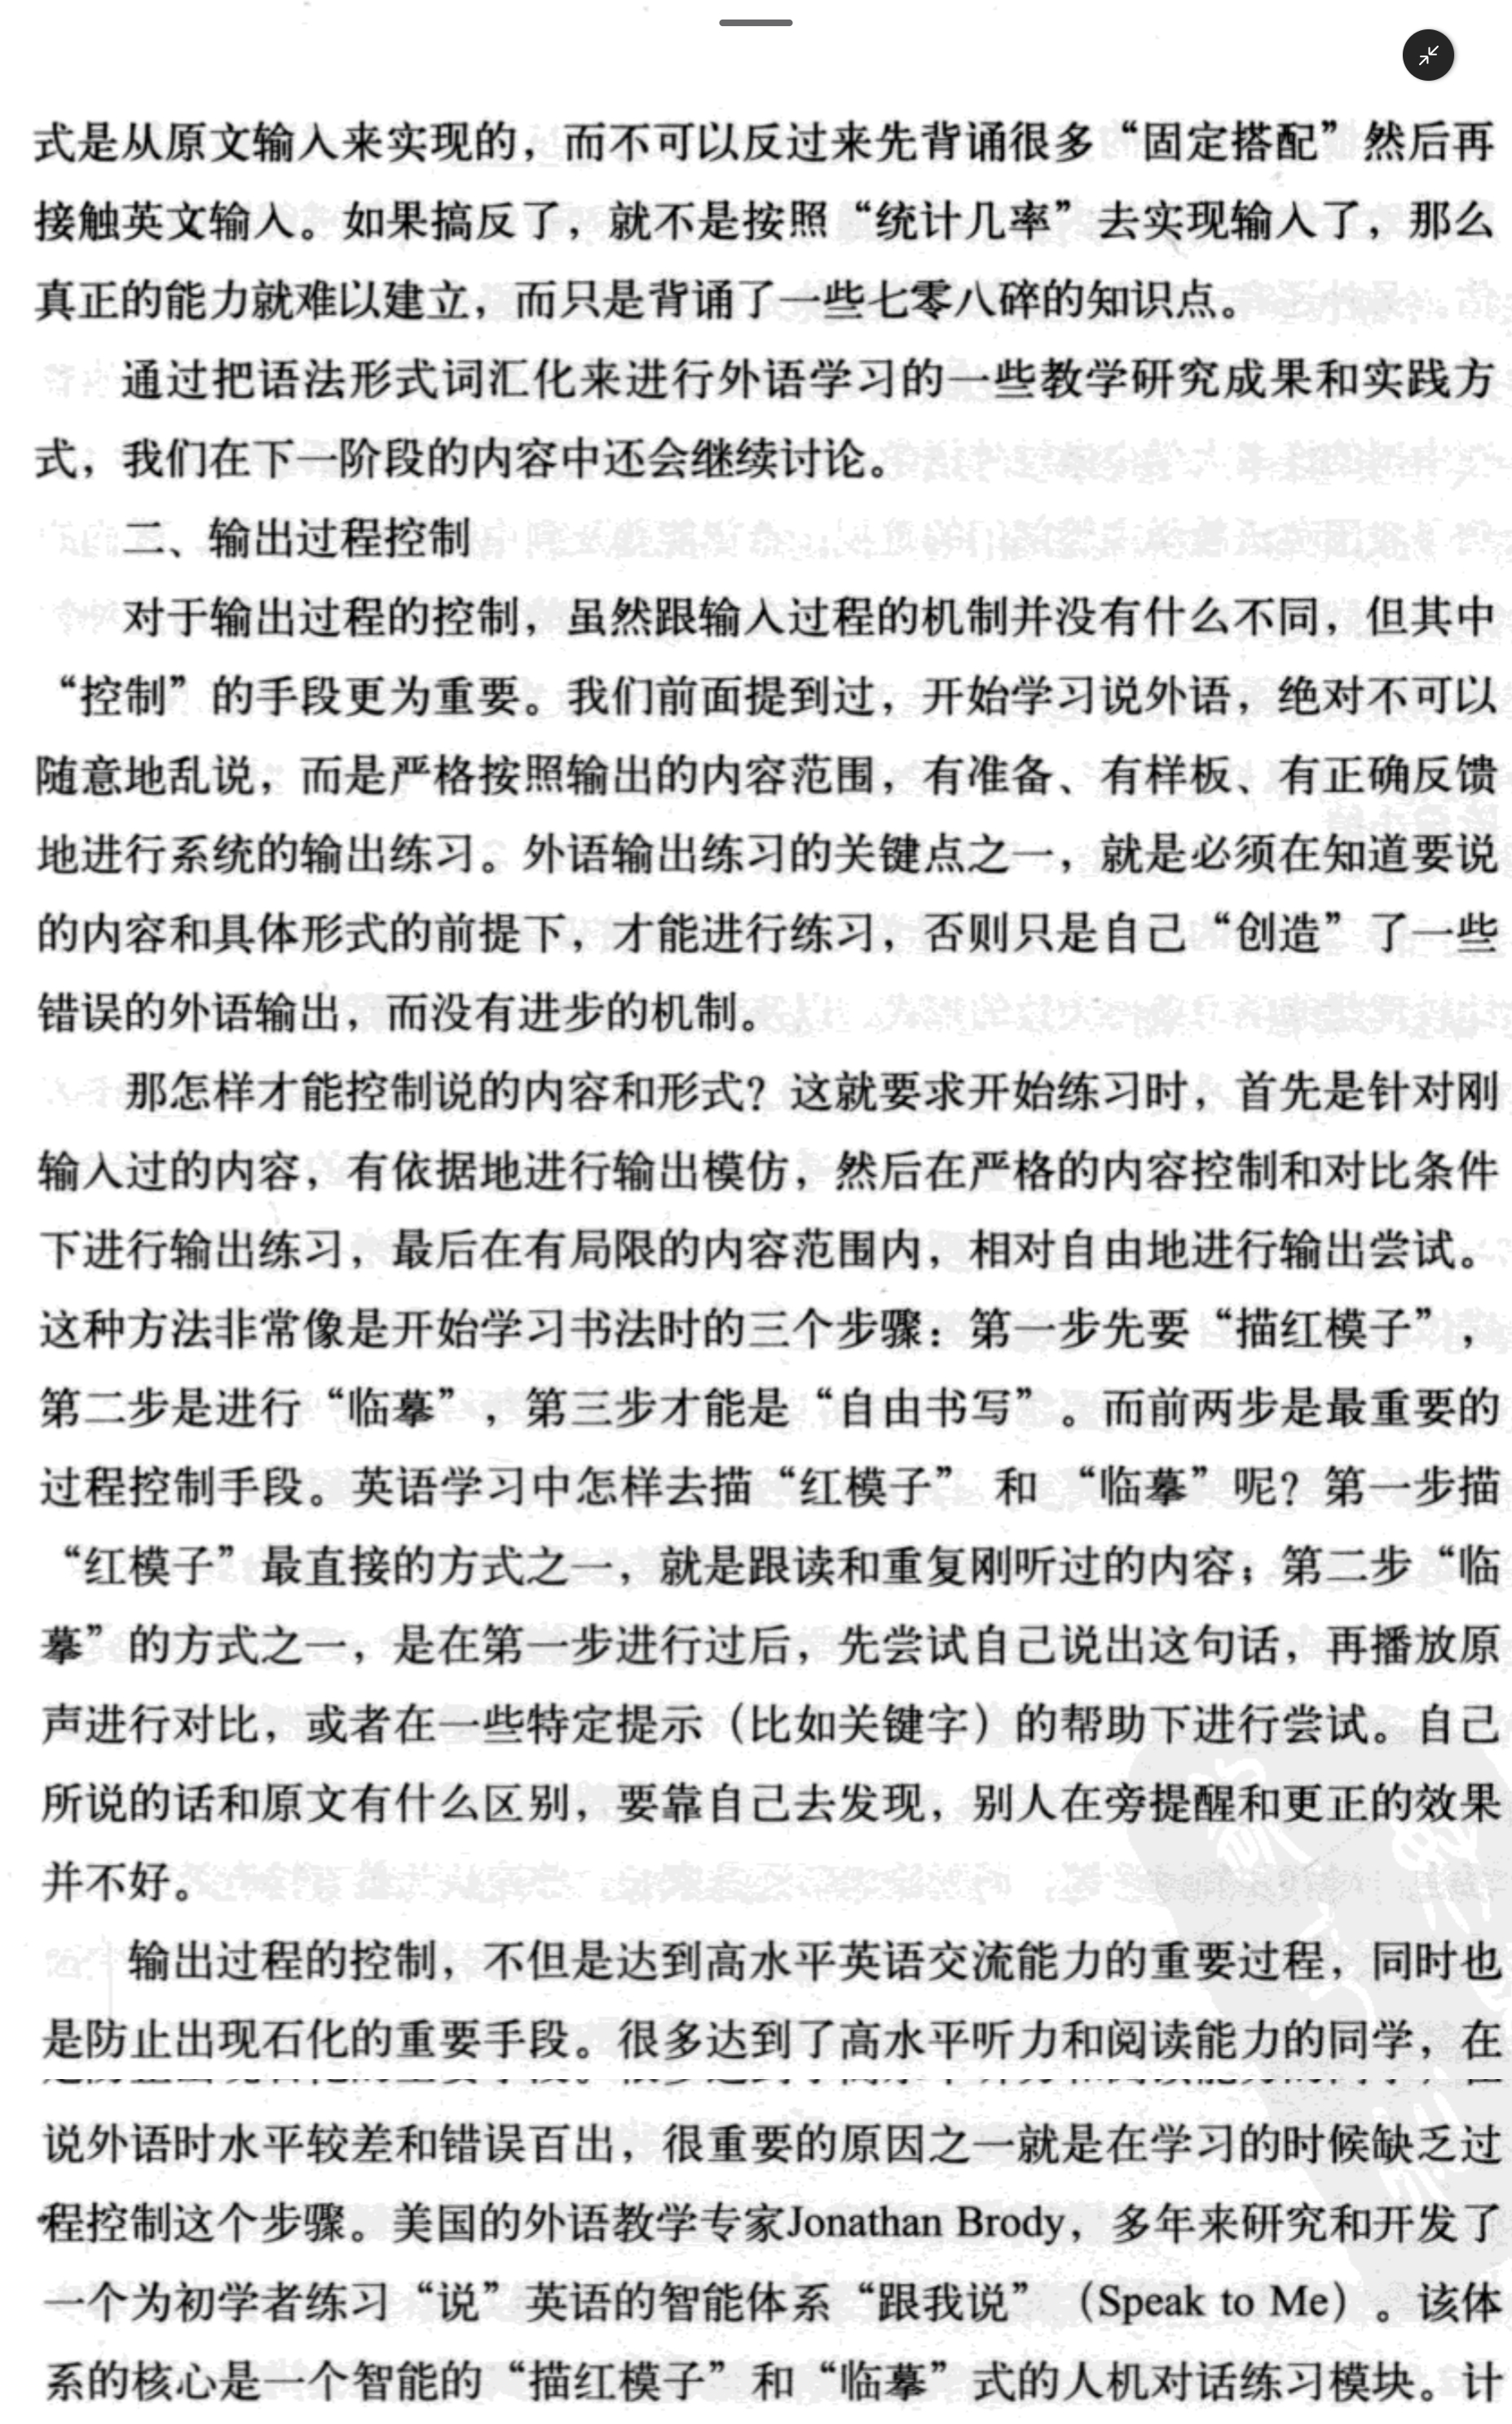 式是从原文输入来实现的，而不可以反过来先背诵很多“固定搭配”然后再
接触英文输入。如果搞反了，就不是按照“统计几率”去实现输入了，那么
真正的能力就难以建立，而只是背诵了一些七零八碎的知识点。
通过把语法形式词汇化来进行外语学习的一些教学研究成果和实践方
式，我们在下一阶段的内容中还会继续讨论。
二、输出过程控制
对于输出过程的控制，虽然跟输入过程的机制并没有什么不同，但其中
“控制”的手段更为重要。我们前面提到过，开始学习说外语，绝对不可以
随意地乱说，而是严格按照输出的内容范围，有准备、有样板、有正确反馈
地进行系统的输出练习。外语输出练习的关键点之一，就是必须在知道要说
的内容和具体形式的前提下，才能进行练习，否则只是自己“创造”了一些
错误的外语输出，而没有进步的机制。
那怎样才能控制说的内容和形式？这就要求开始练习时，首先是针对刚
输入过的内容，有依据地进行输出模仿，然后在严格的内容控制和对比条件
下进行输出练习，最后在有局限的内容范围内，相对自由地进行输出尝试。
这种方法非常像是开始学习书法时的三个步骤：第一步先要“描红模子”，
第二步是进行“临摹”，第三步才能是“自由书写”。而前两步是最重要的
过程控制手段。英语学习中怎样去描“红模子” 和 “临摹”呢？第一步描
“红模子”最直接的方式之一，就是跟读和重复刚听过的内容；第二步“临
摹”的方式之一，是在第一步进行过后，先尝试自己说出这句话，再播放原
声进行对比，或者在一些特定提示（比如关键字）的帮助下进行尝试。自己
所说的话和原文有什么区别，要靠自己去发现，别人在旁提醒和更正的效果
并不好。
输出过程的控制，不但是达到高水平英语交流能力的重要过程，同时也
是防止出现石化的重要手段。很多达到了高水平听力和阅读能力的同学，在
说外语时水平较差和错误百出，很重要的原因之一就是在学习的时候缺乏过
程控制这个步骤。美国的外语教学专家Jonathan Brody，多年来研究和开发了
一个为初学者练习“说”英语的智能体系“跟我说”（Speak to Me）。该体
系的核心是一个智能的“描红模子”和“临摹”式的人机对话练习模块。计